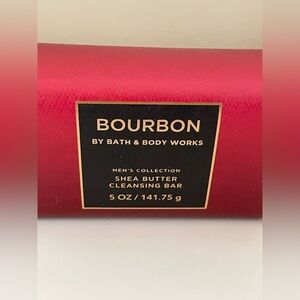 BOURBON
BY BATH & BODY WORKS
MEN'S COLLECTION
SHEA BUTTER
CLEANSING BAR
5 OZ / 141.75 g